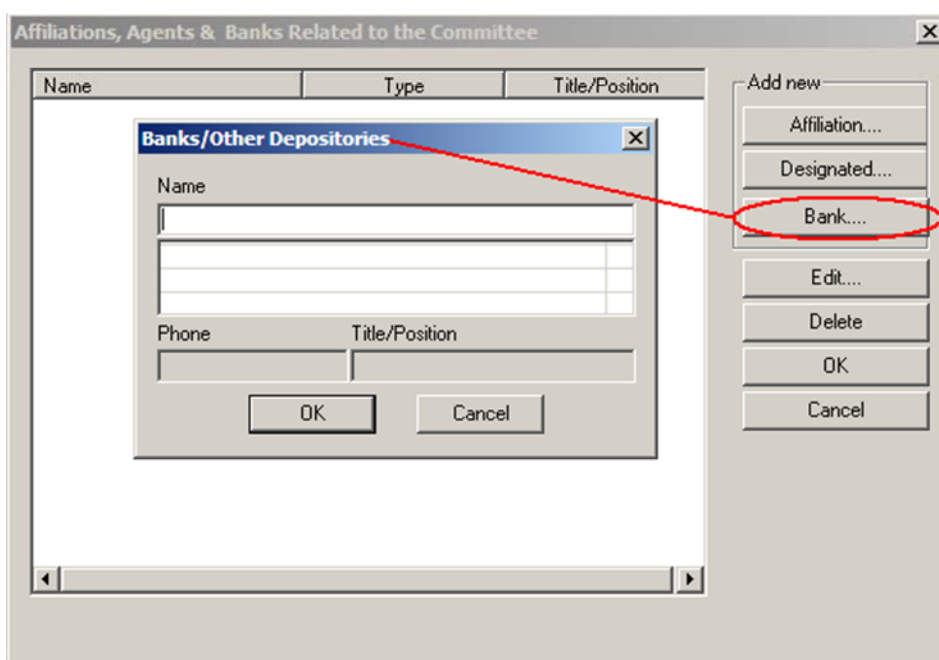 Affiliations, Agents & Banks Related to the Committee
Name Type Title/Position
Add new
Affiliation....
Designated....
Bank....
Edit....
Delete
OK
Cancel
Banks/Other Depositories
Name
Phone Title/Position
OK Cancel